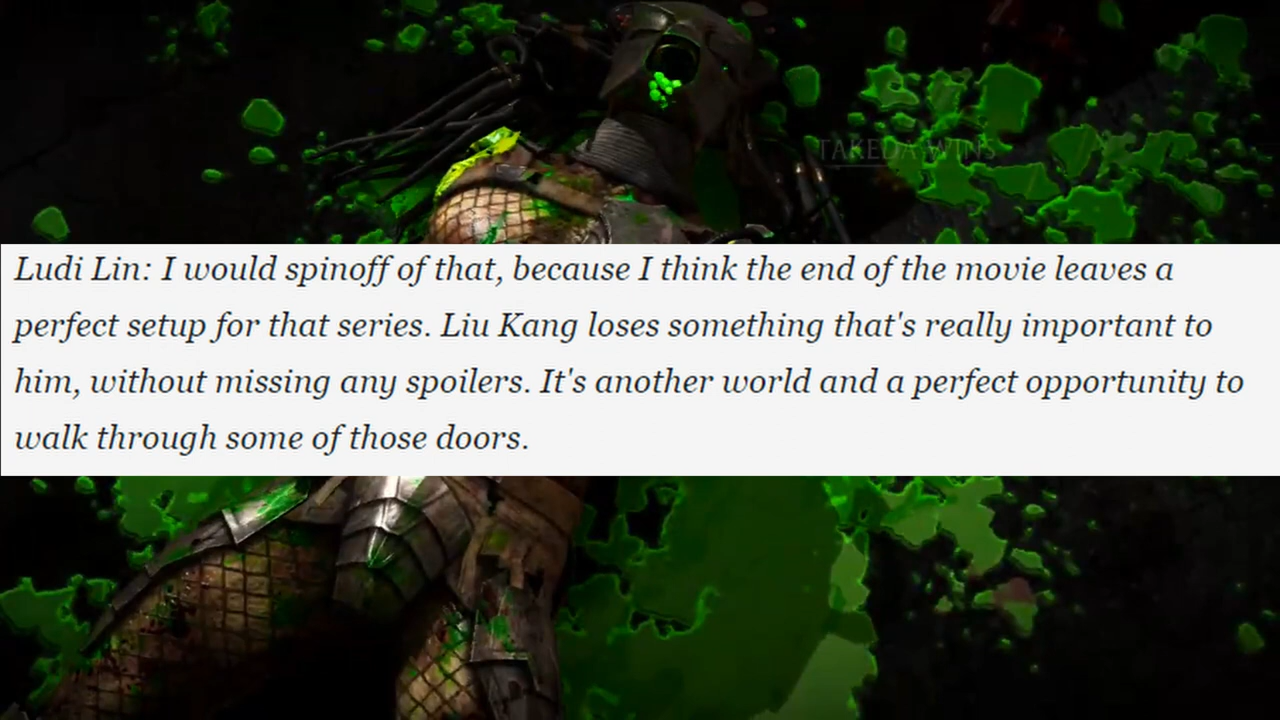 TAKEDA WINS
Ludi Lin: I would spinoff of that, because I think the end of the movie leaves a
perfect setup for that series. Liu Kang loses something that's really important to
him, without missing any spoilers. It's another world and a perfect opportunity to
walk through some of those doors.